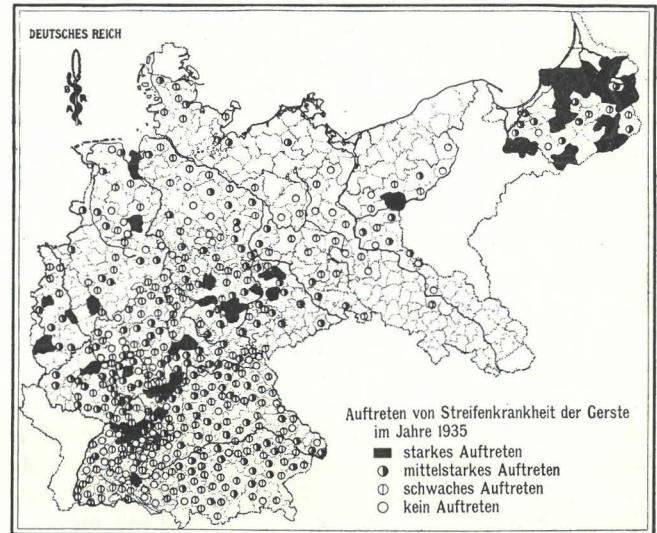 DEUTSCHES REICH
B R
A
Auftreten von Streifenkrankheit der Gerste
im Jahre 1935
starkes Auftreten
mittelstarkes Auftreten
schwaches Auftreten
kein Auftreten